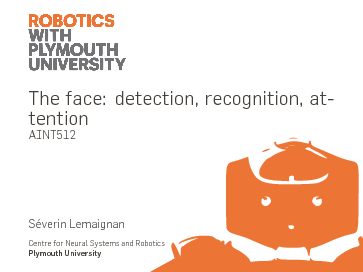 ROBOTICS
WITH
PLYMOUTH
UNIVERSITY
The face: detection, recognition, at-
tention
AINT512
Séverin Lemaignan
Centre for Neural Systems and Robotics
Plymouth University